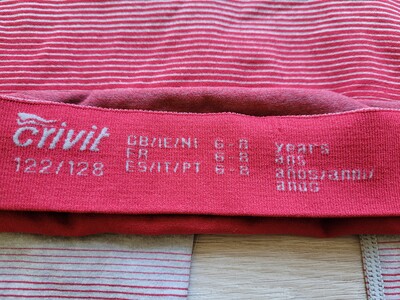 crivit
122/128
GB/IE/NI 6-8 years
FR 6-8 ans
ES/IT/PT 6-8 años/anni/
anos